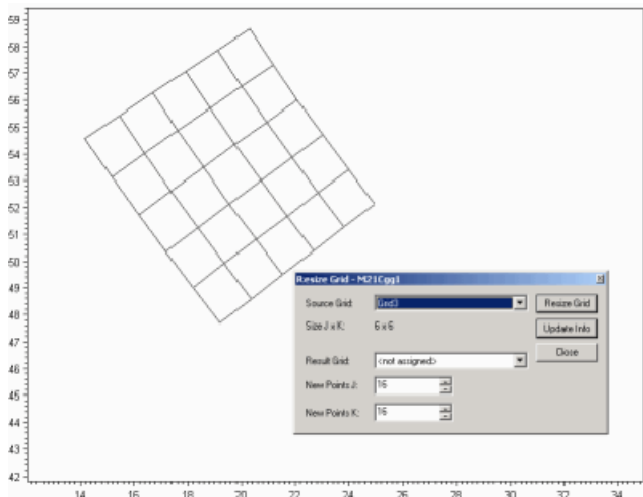 59
58
57
56
55
54
53
52
51
50
49
48
47
46
45
44
43
42
14 16 18 20 22 24 26 28 30 32 34
Resize Grid - M21Cgg1
Source Grid: Grid3 Resize Grid
Size J x K: 6 x 6 Update Info
Close
Result Grid: <not assigned>
New Points J: 16
New Points K: 16